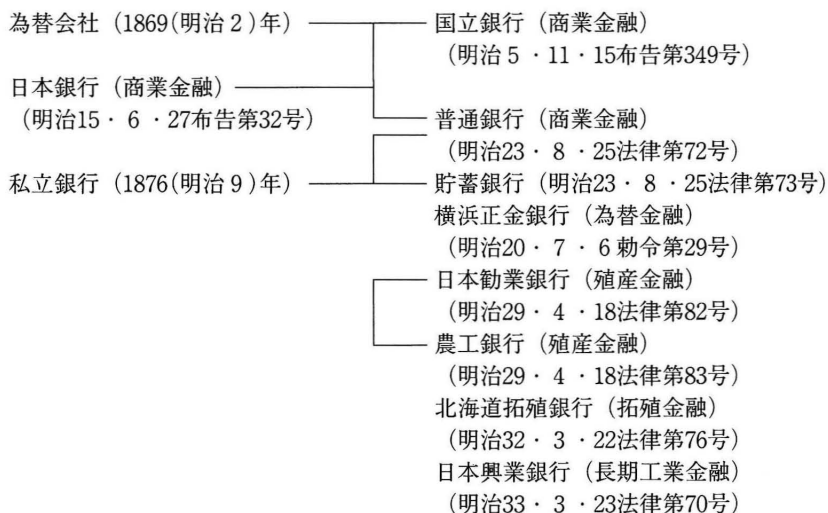 為替会社（1869(明治2)年） 国立銀行（商業金融）
（明治5・11・15布告第349号）
日本銀行（商業金融）
（明治15・6・27布告第32号） 普通銀行（商業金融）
（明治23・8・25法律第72号）
私立銀行（1876(明治9)年） 貯蓄銀行（明治23・8・25法律第73号）
横浜正金銀行（為替金融）
（明治20・7・6勅令第29号）
日本勧業銀行（殖産金融）
（明治29・4・18法律第82号）
農工銀行（殖産金融）
（明治29・4・18法律第83号）
北海道拓殖銀行（拓殖金融）
（明治32・3・22法律第76号）
日本興業銀行（長期工業金融）
（明治33・3・23法律第70号）